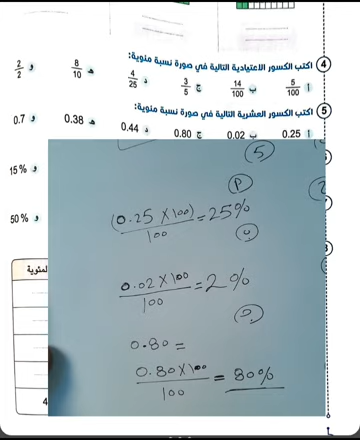 4 اكتب الكسور الاعتيادية التالية في صورة نسبة مئوية:
أ 5/100 ب 14/100 ج 3/5 د 4/25 هـ 8/10 و 2/2
5 اكتب الكسور العشرية التالية في صورة نسبة مئوية:
أ 0.25 ب 0.02 ج 0.80 د 0.44 هـ 0.38 و 0.7
و 15%
و 50%
المئوية
4
5
أ
(0.25 × 100)/100 = 25%
ب
0.02 × 100/100 = 2%
ج
0.80 =
0.80 × 100/100 = 80%